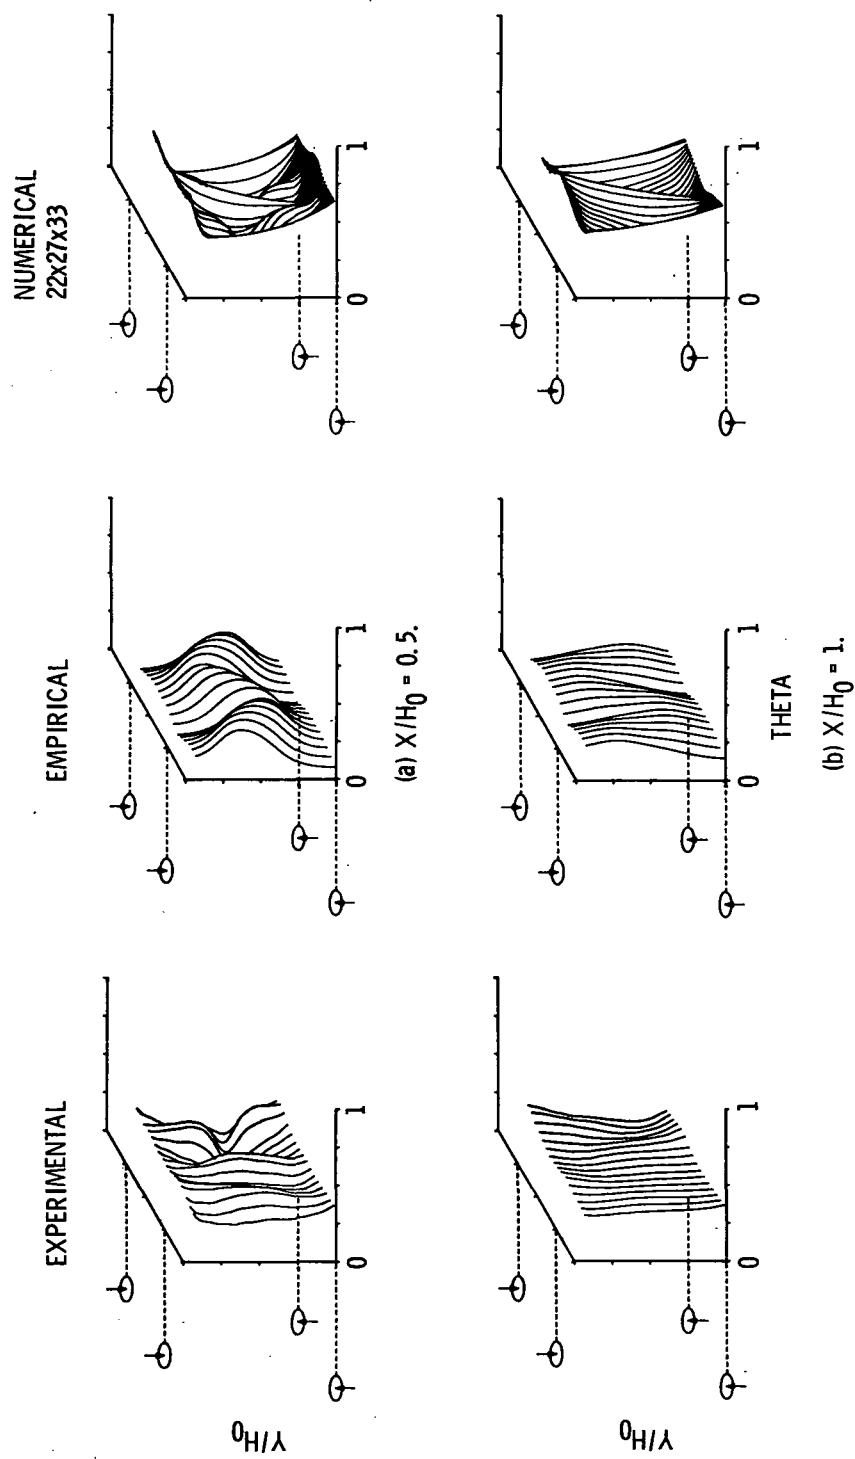 EXPERIMENTAL
EMPIRICAL
NUMERICAL
22x27x33
Y/H0
0 1
0 1
0 1
(a) X/H0 = 0.5.
Y/H0
0 1
0 1
0 1
THETA
(b) X/H0 = 1.